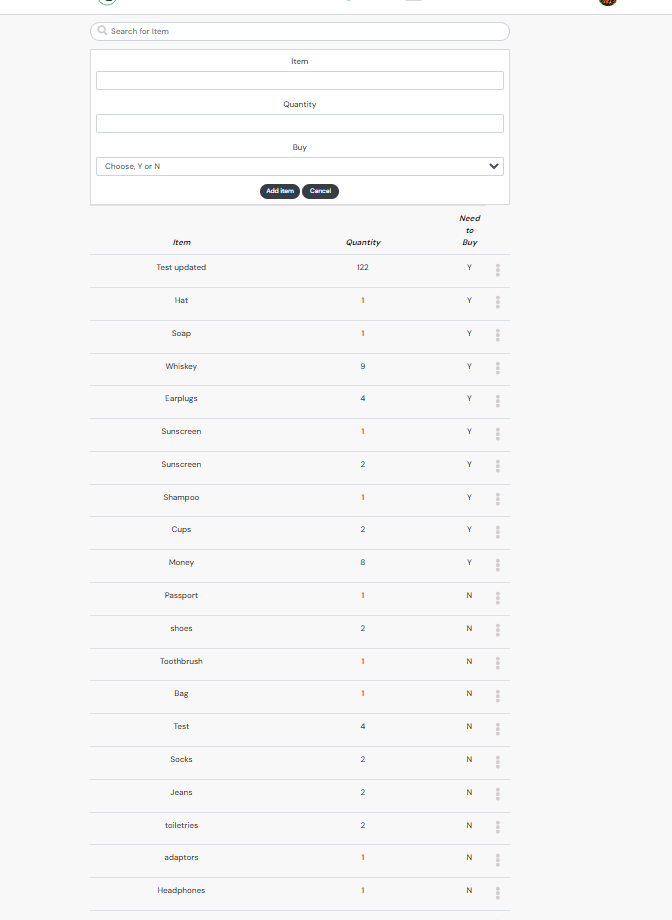 Search for Item
Item
Quantity
Buy
Choose, Y or N
Add item Cancel
Need
to
Item Quantity Buy
Test updated 122 Y
Hat 1 Y
Soap 1 Y
Whiskey 9 Y
Earplugs 4 Y
Sunscreen 1 Y
Sunscreen 2 Y
Shampoo 1 Y
Cups 2 Y
Money 8 Y
Passport 1 N
shoes 2 N
Toothbrush 1 N
Bag 1 N
Test 4 N
Socks 2 N
Jeans 2 N
toiletries 2 N
adaptors 1 N
Headphones 1 N